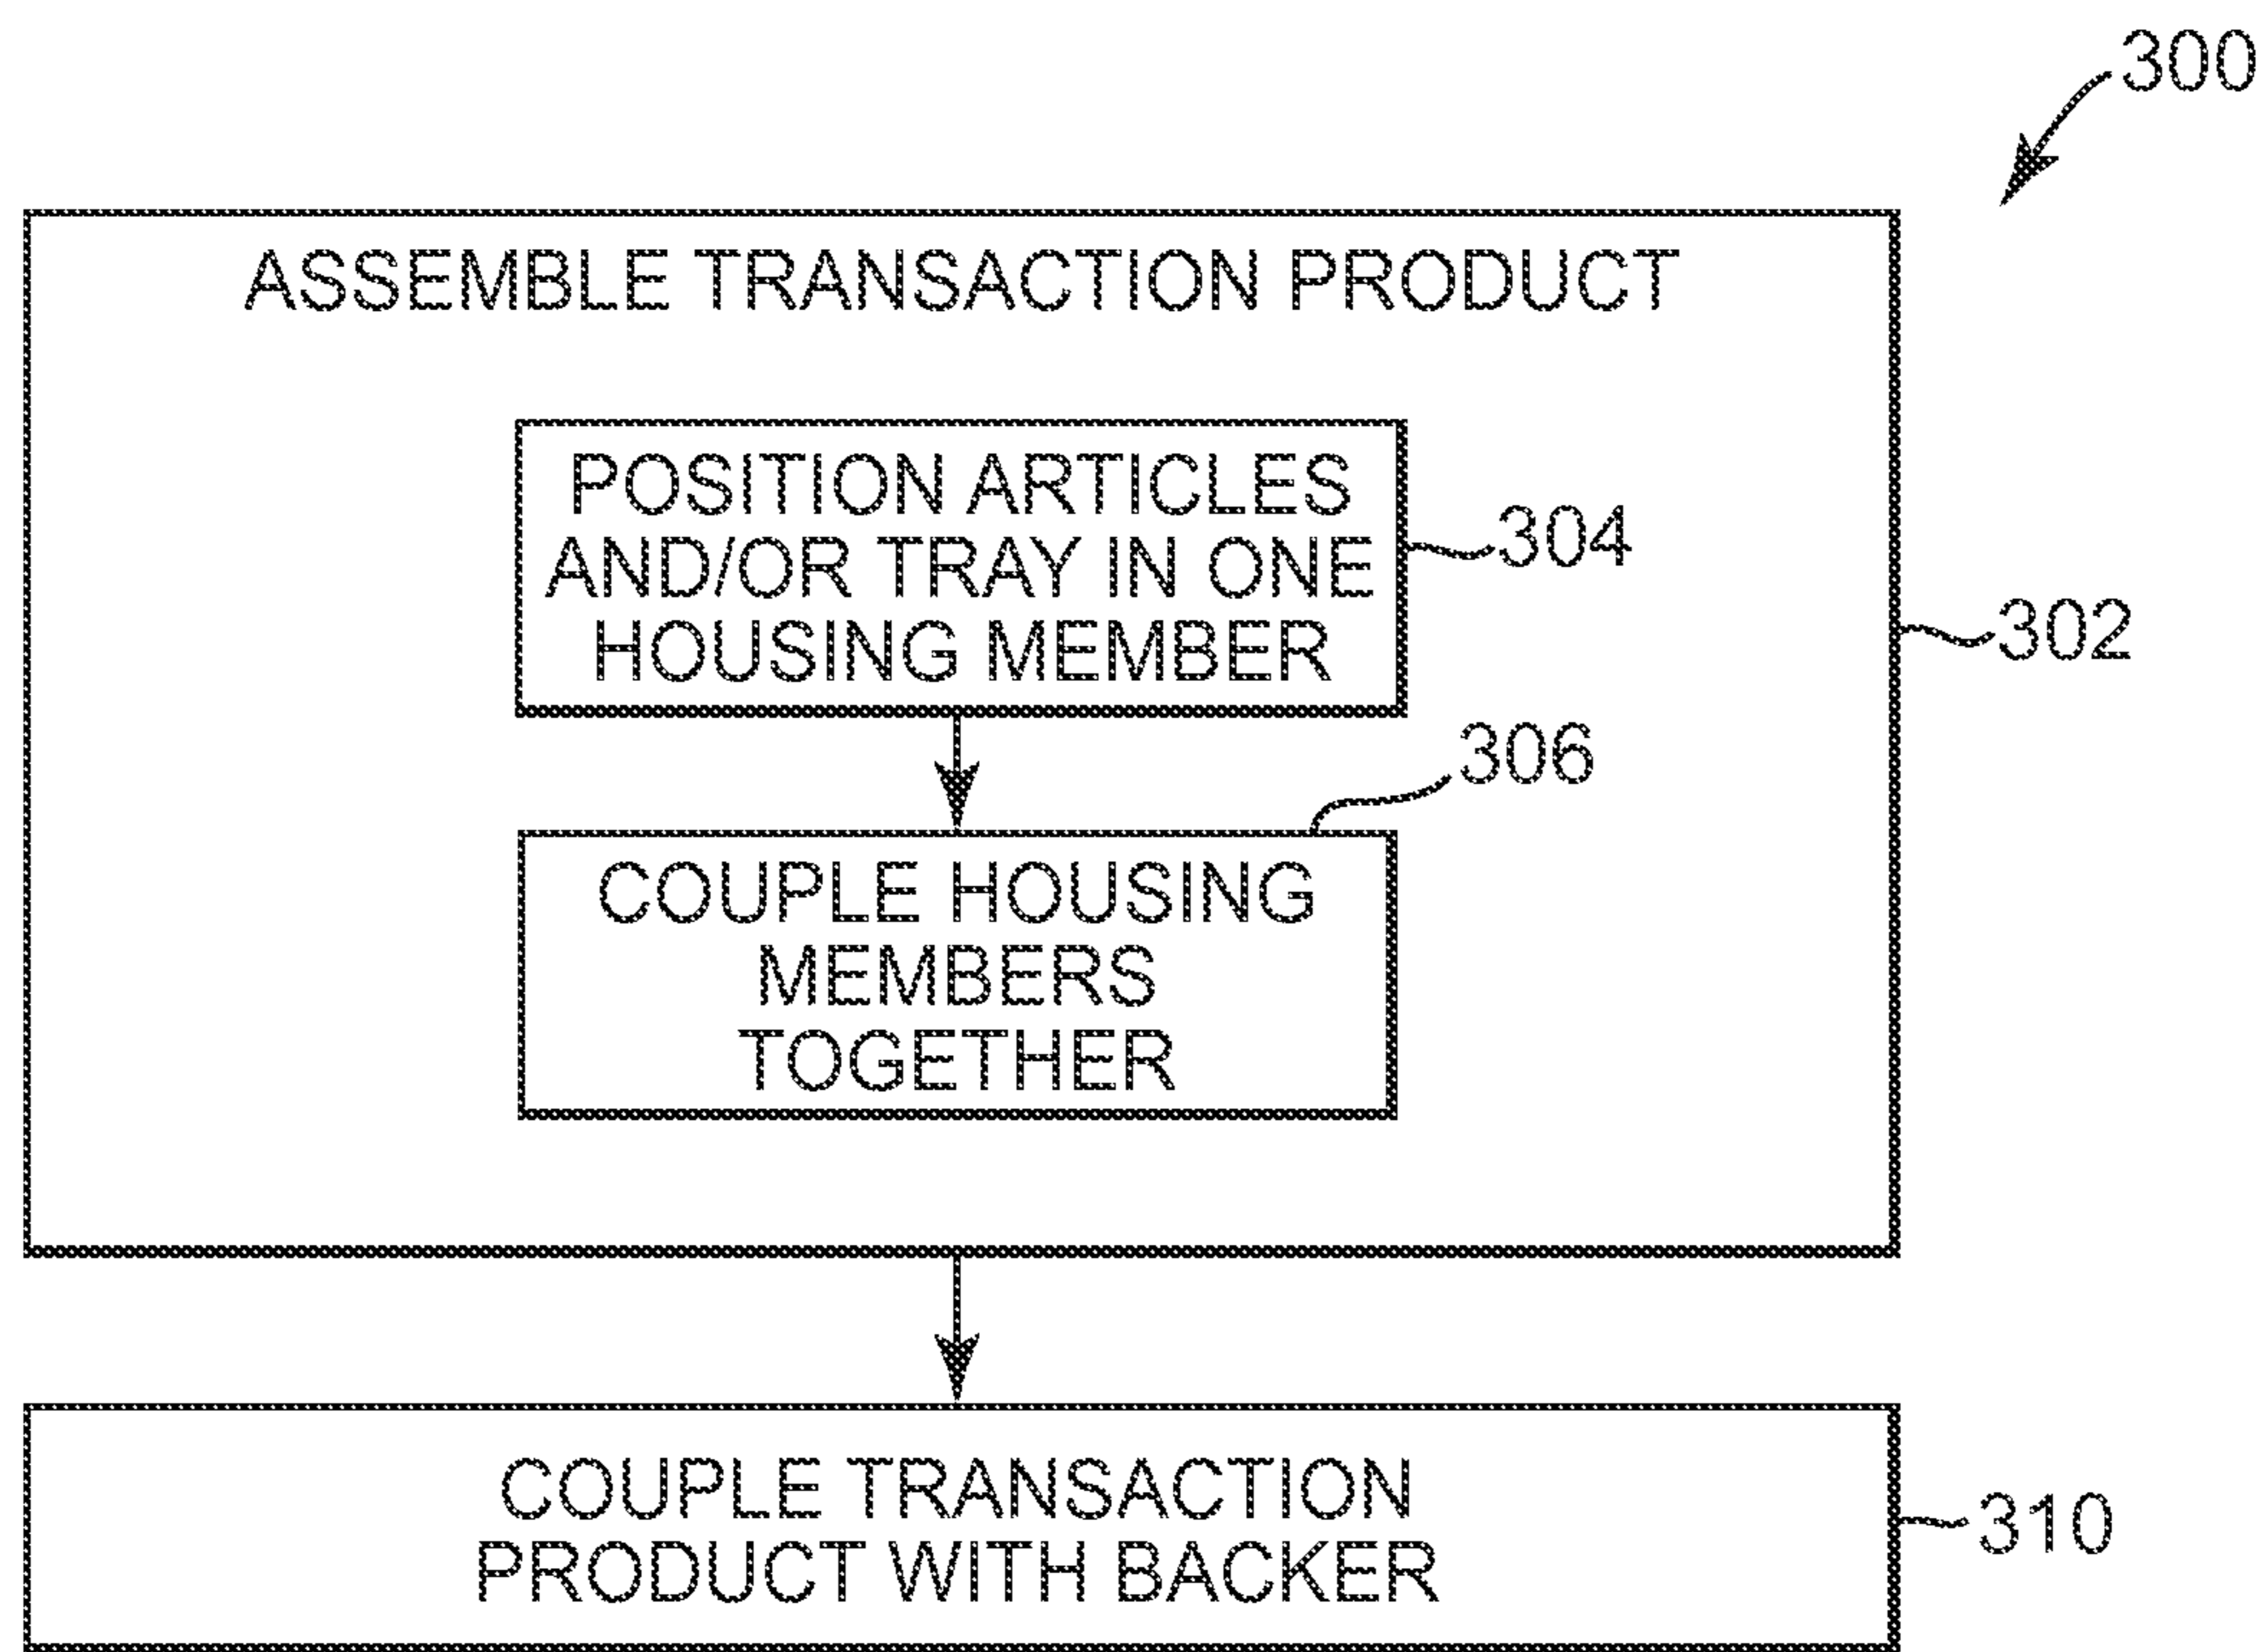 300
ASSEMBLE TRANSACTION PRODUCT
POSITION ARTICLES
AND/OR TRAY IN ONE
HOUSING MEMBER
304
302
306
COUPLE HOUSING
MEMBERS
TOGETHER
COUPLE TRANSACTION
PRODUCT WITH BACKER
310